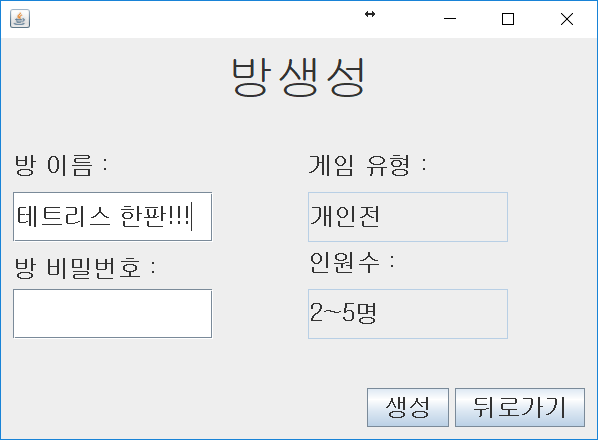 방생성
방 이름 :
게임 유형 :
테트리스 한판!!!
개인전
방 비밀번호 :
인원수 :
2~5명
생성
뒤로가기